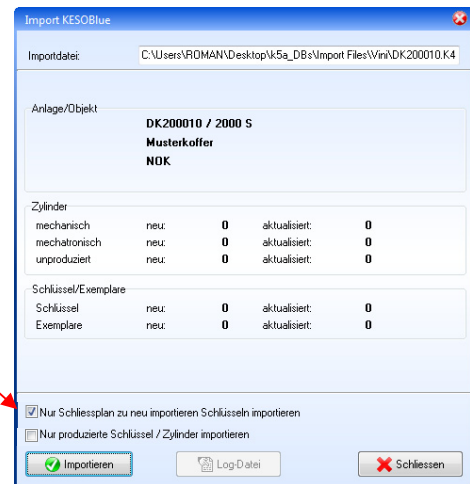 Import KESOBlue
Importdatei: C:\Users\ROMAN\Desktop\k5a_DBs\Import Files\Vini\DK200010.K4
Anlage/Objekt
DK200010 / 2000 S
Musterkoffer
NOK
Zylinder
mechanisch neu: 0 aktualisiert: 0
mechatronisch neu: 0 aktualisiert: 0
unproduziert neu: 0 aktualisiert: 0
Schlüssel/Exemplare
Schlüssel neu: 0 aktualisiert: 0
Exemplare neu: 0 aktualisiert: 0
Nur Schliessplan zu neu importieren Schlüsseln importieren
Nur produzierte Schlüssel / Zylinder importieren
Importieren Log-Datei Schliessen